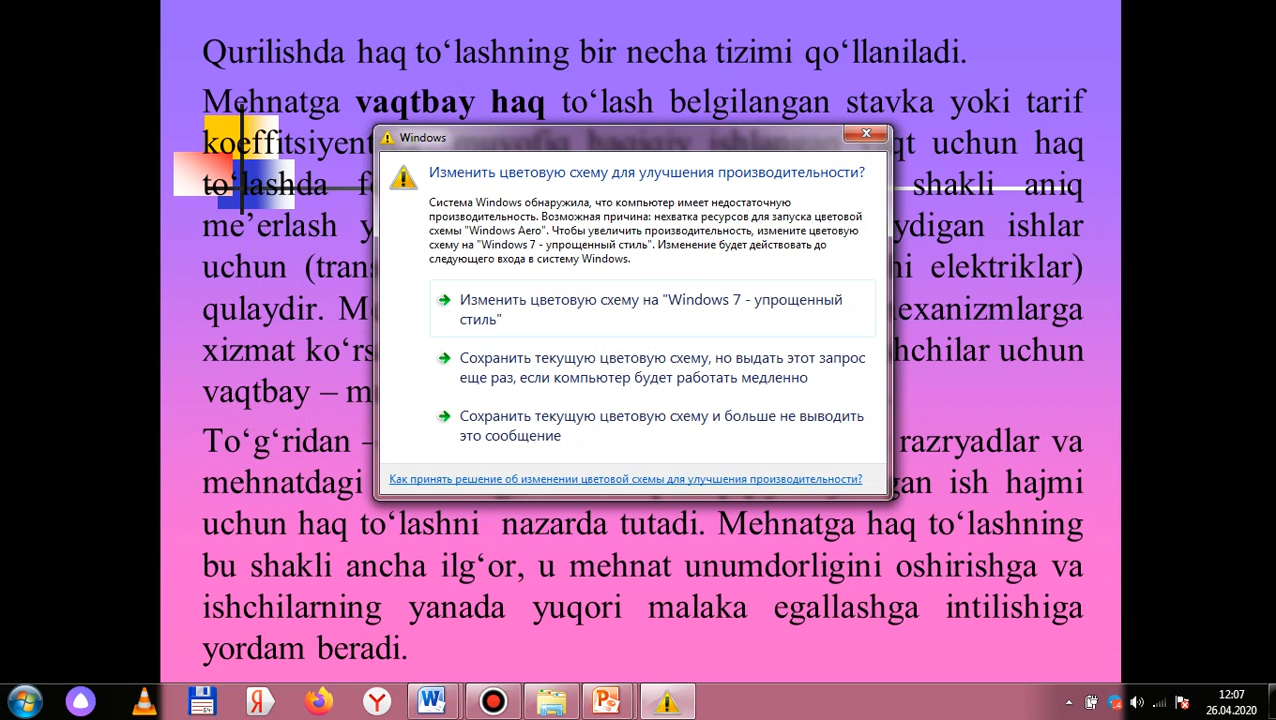 Qurilishda haq to‘lashning bir necha tizimi qo‘llaniladi.
Mehnatga vaqtbay haq to‘lash belgilangan stavka yoki tarif
koeffitsiyent
qt uchun haq
to‘lashda
shakli aniq
me’erlash
ydigan ishlar
uchun (tran
ni elektriklar)
qulaydir. M
nexanizmlarga
xizmat ko‘rs
hchilar uchun
vaqtbay – m
To‘g‘ridan –
razryadlar va
mehnatdagi
gan ish hajmi
uchun haq to‘lashni nazarda tutadi. Mehnatga haq to‘lashning
bu shakli ancha ilg‘or, u mehnat unumdorligini oshirishga va
ishchilarning yanada yuqori malaka egallashga intilishiga
yordam beradi.
Windows
Изменить цветовую схему для улучшения производительности?
Система Windows обнаружила, что компьютер имеет недостаточную
производительность. Возможная причина: нехватка ресурсов для запуска цветовой
схемы "Windows Aero". Чтобы увеличить производительность, измените цветовую
схему на "Windows 7 - упрощенный стиль". Изменение будет действовать до
следующего входа в систему Windows.
Изменить цветовую схему на "Windows 7 - упрощенный
стиль"
Сохранить текущую цветовую схему, но выдать этот запрос
еще раз, если компьютер будет работать медленно
Сохранить текущую цветовую схему и больше не выводить
это сообщение
Как принять решение об изменении цветовой схемы для улучшения производительности?
12:07
26.04.2020